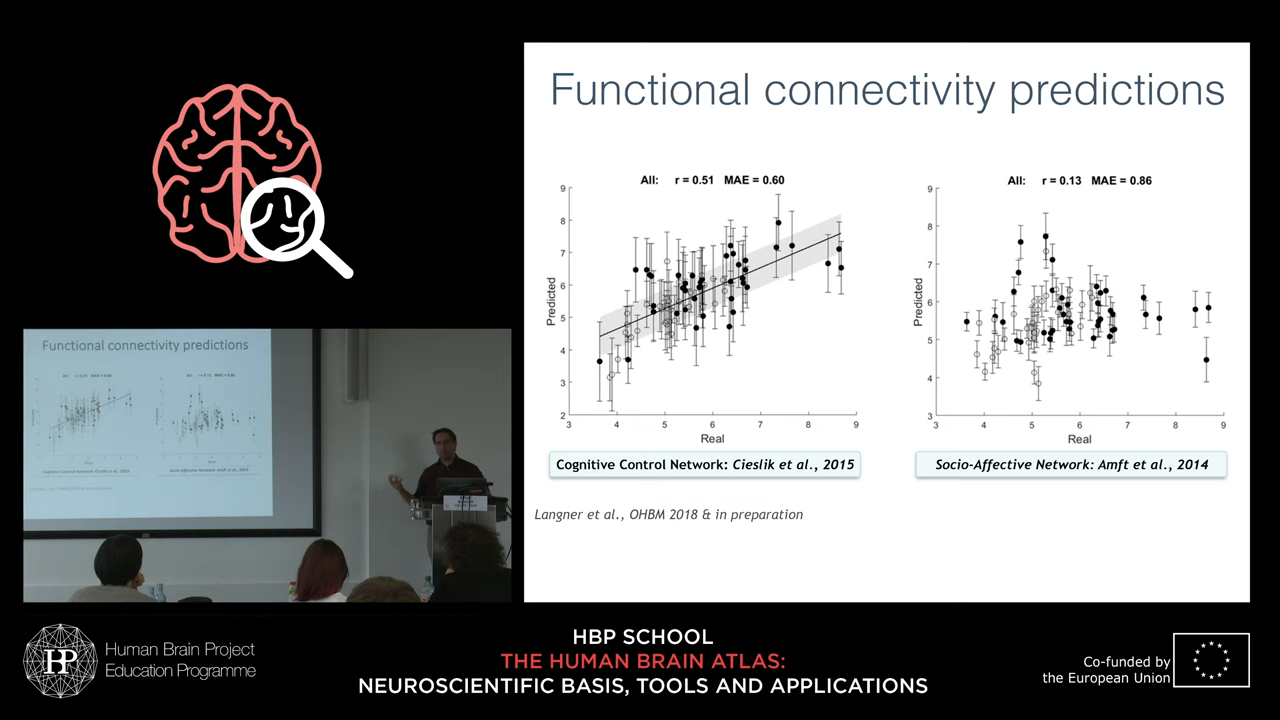 Functional connectivity predictions
All: r = 0.51 MAE = 0.60
9
8
7
6
5
4
3
2
Predicted
3 4 5 6 7 8 9
Real
Cognitive Control Network: Cieslik et al., 2015
All: r = 0.13 MAE = 0.86
9
8
7
6
5
4
3
Predicted
3 4 5 6 7 8 9
Real
Socio-Affective Network: Amft et al., 2014
Langner et al., OHBM 2018 & in preparation
Functional connectivity predictions
HBP
Human Brain Project
Education Programme
HBP SCHOOL
THE HUMAN BRAIN ATLAS:
NEUROSCIENTIFIC BASIS, TOOLS AND APPLICATIONS
Co-funded by
the European Union